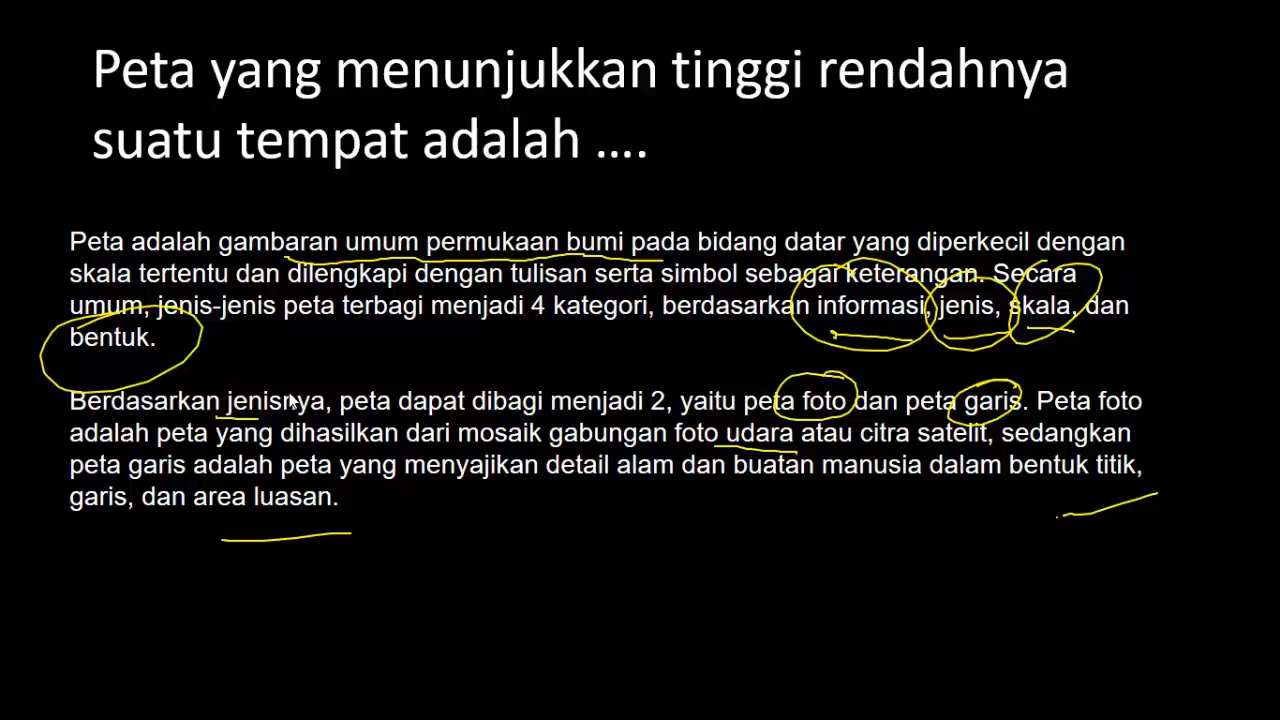 Peta yang menunjukkan tinggi rendahnya
suatu tempat adalah ....
Peta adalah gambaran umum permukaan bumi pada bidang datar yang diperkecil dengan
skala tertentu dan dilengkapi dengan tulisan serta simbol sebagai keterangan. Secara
umum, jenis-jenis peta terbagi menjadi 4 kategori, berdasarkan informasi, jenis, skala, dan
bentuk.
Berdasarkan jenisnya, peta dapat dibagi menjadi 2, yaitu peta foto dan peta garis. Peta foto
adalah peta yang dihasilkan dari mosaik gabungan foto udara atau citra satelit, sedangkan
peta garis adalah peta yang menyajikan detail alam dan buatan manusia dalam bentuk titik,
garis, dan area luasan.